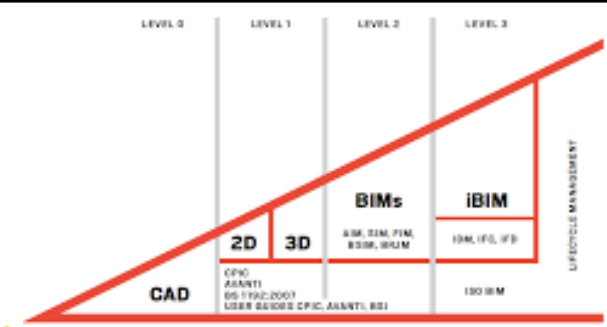 LEVEL 0
LEVEL 1
LEVEL 2
LEVEL 3
BIMs
iBIM
AIM, SIM, FIM,
BSIM, BRIM
IDM, IFC, IFD
2D
3D
CAD
CPIC
AVANTI
BS 1192:2007
USER GUIDES CPIC, AVANTI, BSI
ISO BIM
LIFECYCLE MANAGEMENT